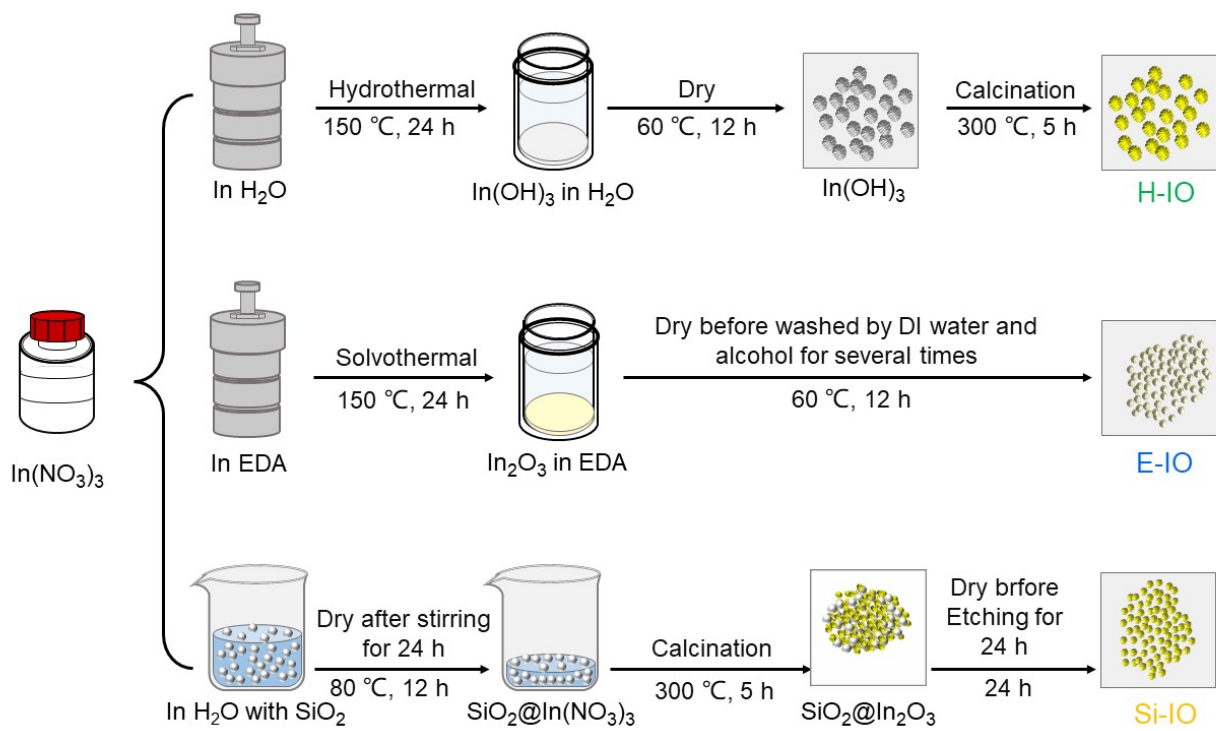 In(NO₃)₃
Hydrothermal
150 ℃, 24 h
Dry
60 ℃, 12 h
Calcination
300 ℃, 5 h
In H₂O
In(OH)₃ in H₂O
In(OH)₃
H-IO
Solvothermal
150 ℃, 24 h
Dry before washed by DI water and
alcohol for several times
60 ℃, 12 h
In EDA
In₂O₃ in EDA
E-IO
Dry after stirring
for 24 h
80 ℃, 12 h
Calcination
300 ℃, 5 h
Dry brfore
Etching for
24 h
24 h
In H₂O with SiO₂
SiO₂@In(NO₃)₃
SiO₂@In₂O₃
Si-IO